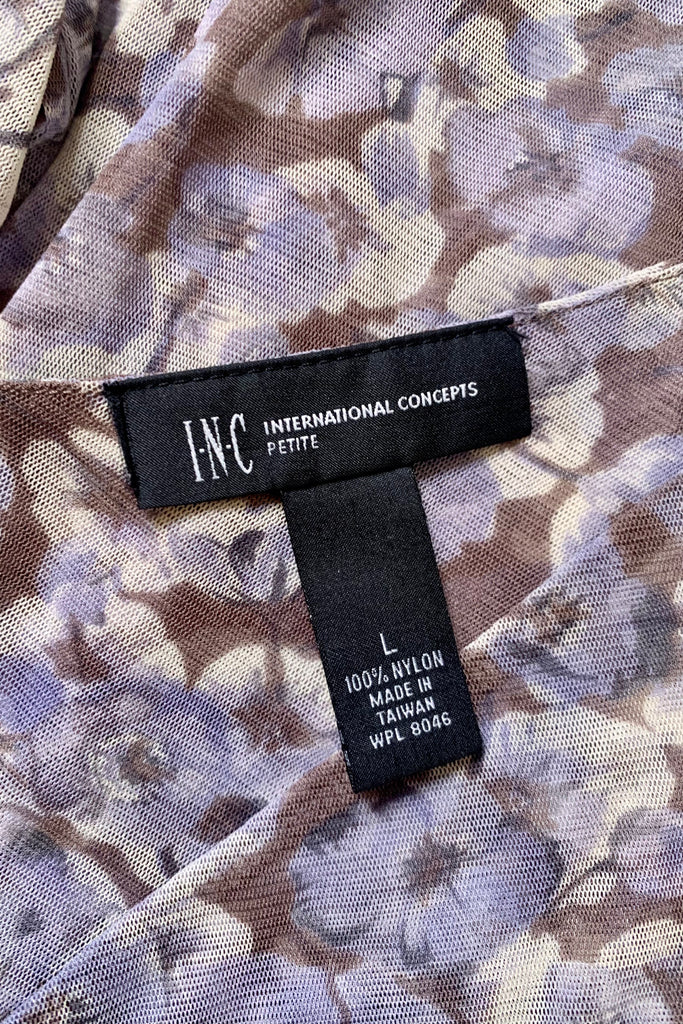 I·N·C INTERNATIONAL CONCEPTS
PETITE
L
100% NYLON
MADE IN
TAIWAN
WPL 8046